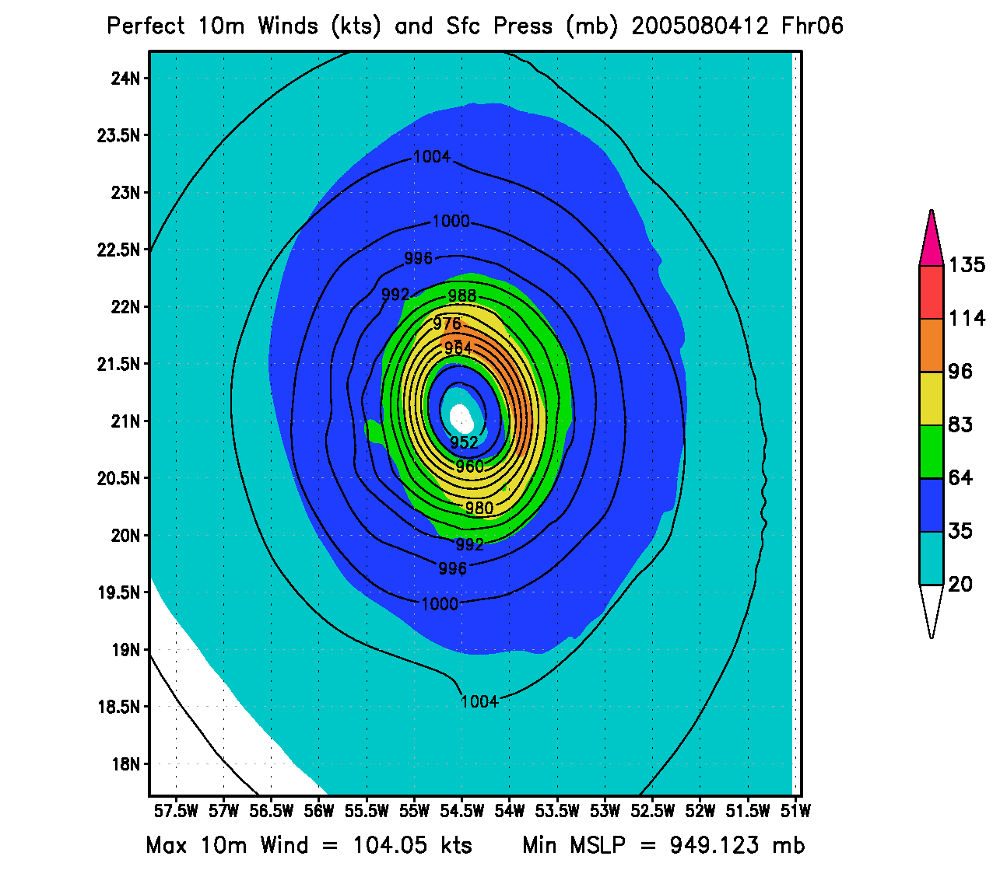 Perfect 10m Winds (kts) and Sfc Press (mb) 2005080412 Fhr06
24N
23.5N
23N
22.5N
22N
21.5N
21N
20.5N
20N
19.5N
19N
18.5N
18N
1004
1000
996
992
988
976
964
952
960
980
992
996
1000
1004
135
114
96
83
64
35
20
57.5W 57W 56.5W 56W 55.5W 55W 54.5W 54W 53.5W 53W 52.5W 52W 51.5W 51W
Max 10m Wind = 104.05 kts Min MSLP = 949.123 mb